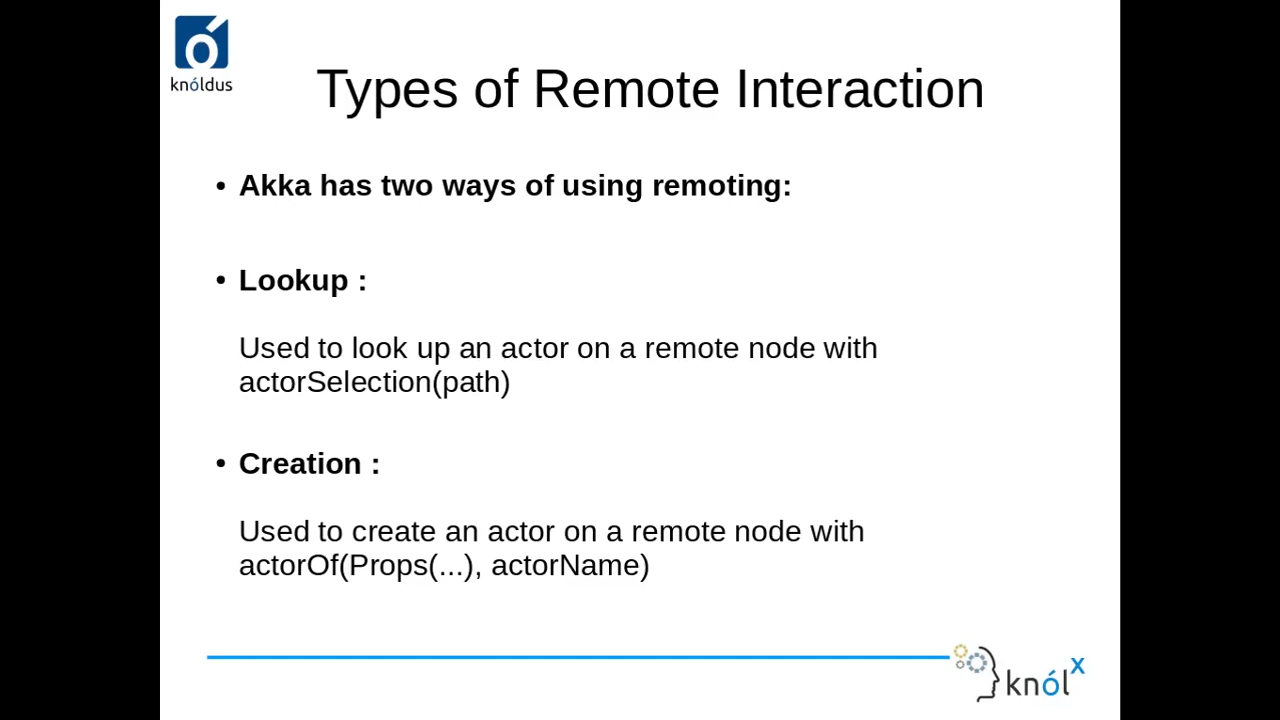 knóldus
Types of Remote Interaction
• Akka has two ways of using remoting:
• Lookup :
Used to look up an actor on a remote node with
actorSelection(path)
• Creation :
Used to create an actor on a remote node with
actorOf(Props(...), actorName)
knólx